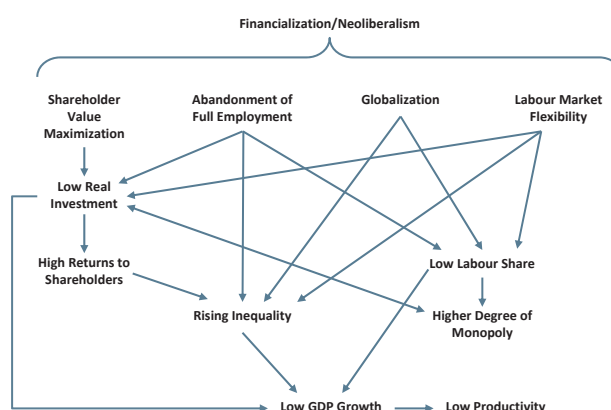 Financialization/Neoliberalism
Shareholder
Value
Maximization
Abandonment of
Full Employment
Globalization
Labour Market
Flexibility
Low Real
Investment
High Returns to
Shareholders
Low Labour Share
Rising Inequality
Higher Degree of
Monopoly
Low GDP Growth
Low Productivity